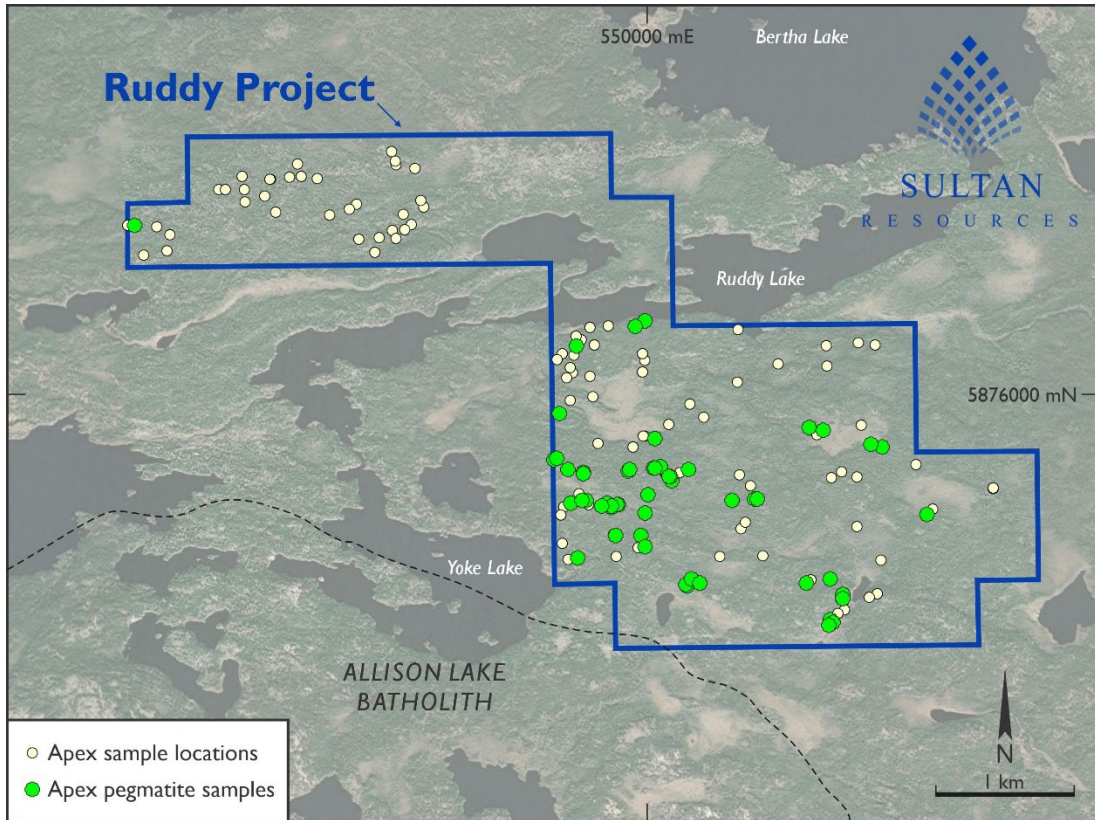 550000 mE
Bertha Lake
Ruddy Project
SULTAN
RESOURCES
Ruddy Lake
5876000 mN
Yoke Lake
ALLISON LAKE
BATHOLITH
Apex sample locations
Apex pegmatite samples
N
1 km